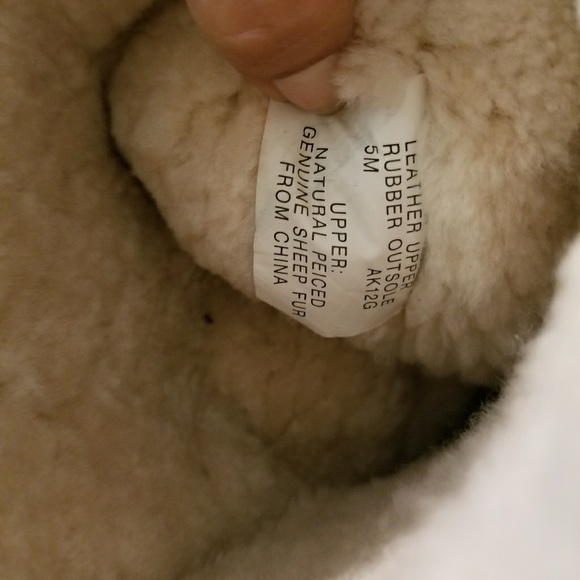 LEATHER UPPER
RUBBER OUTSOLE
5M AK12G
UPPER:
NATURAL PEICED
GENUINE SHEEP FUR
FROM CHINA